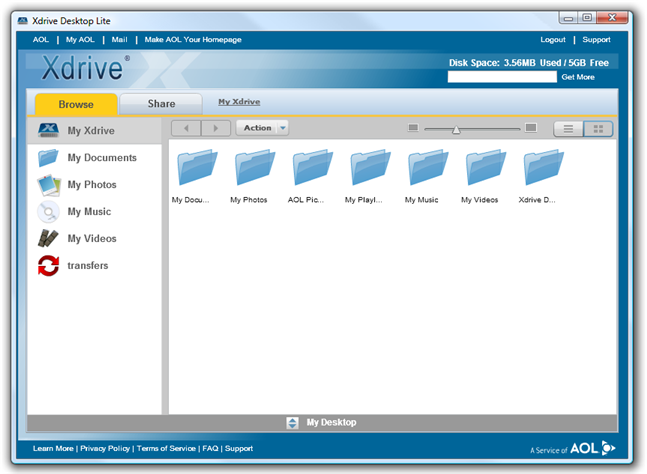 Xdrive Desktop Lite
AOL | My AOL | Mail | Make AOL Your Homepage
Logout | Support
Xdrive®
Disk Space: 3.56MB Used / 5GB Free
Get More
Browse
Share
My Xdrive
My Xdrive
My Documents
My Photos
My Music
My Videos
transfers
Action
My Docu... My Photos AOL Pic... My Playl... My Music My Videos Xdrive D...
My Desktop
Learn More | Privacy Policy | Terms of Service | FAQ | Support
A Service of AOL